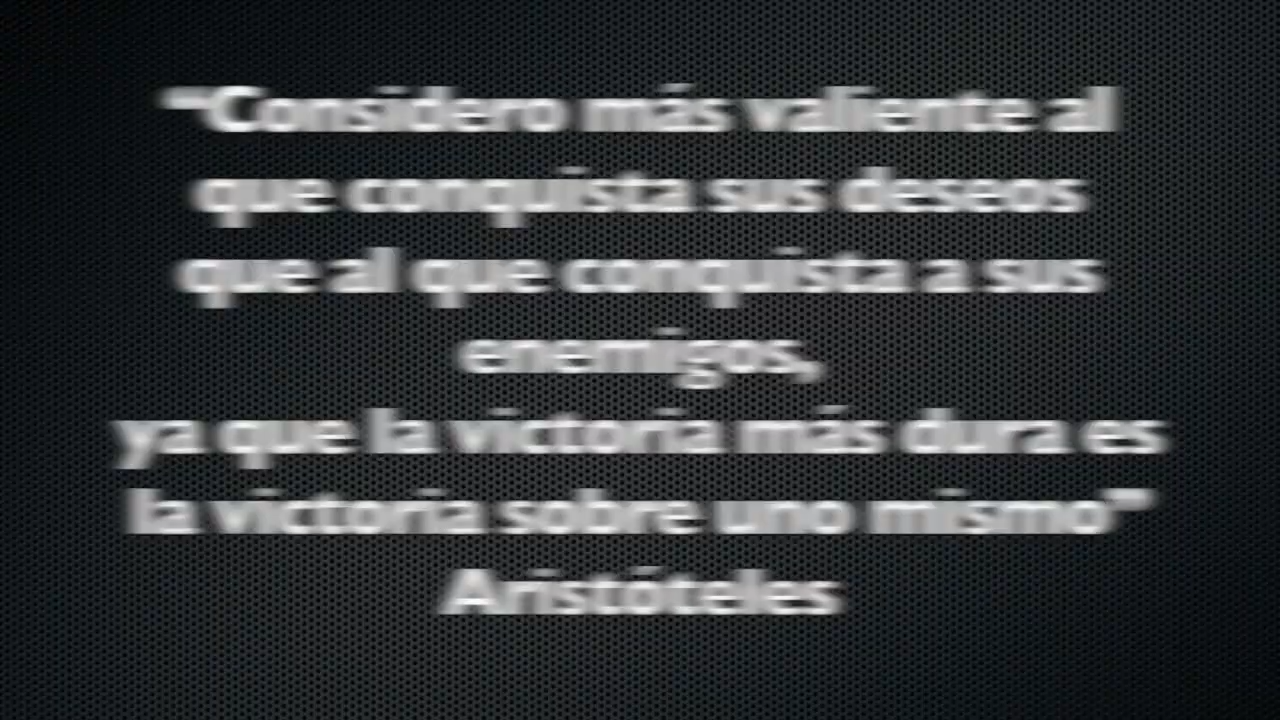 "Considero más valiente al
que conquista sus deseos
que al que conquista a sus
enemigos,
ya que la victoria más dura es
la victoria sobre uno mismo"
Aristóteles